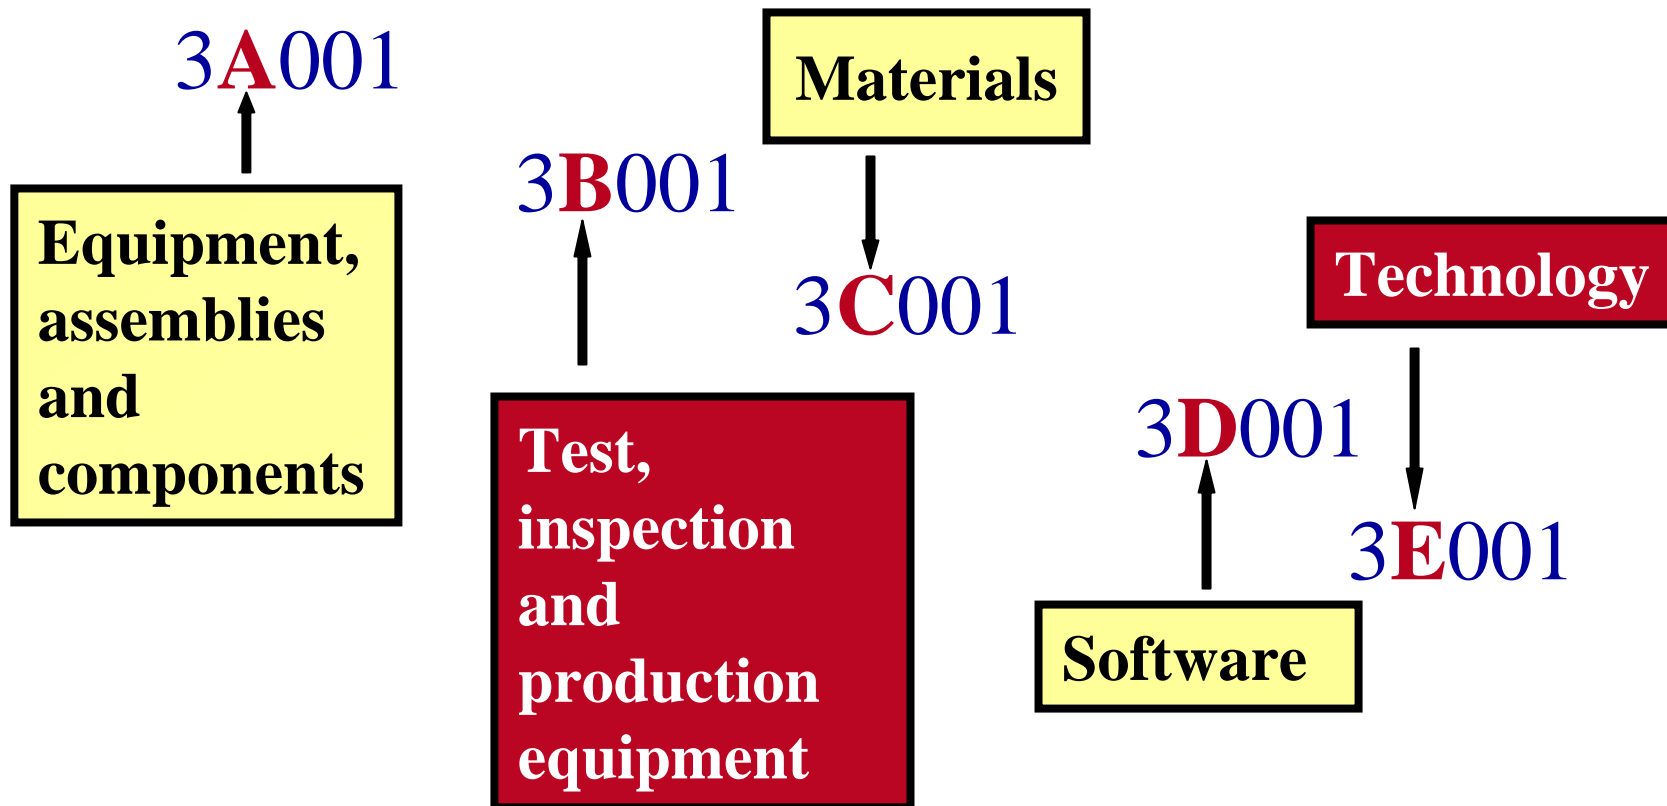 3A001
Equipment,
assemblies
and
components
3B001
Test,
inspection
and
production
equipment
Materials
3C001
3D001
Software
Technology
3E001